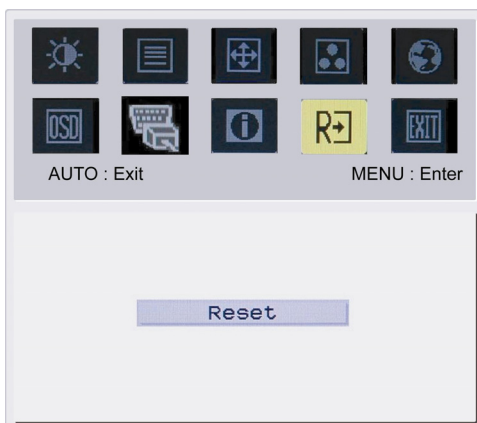 OSD
R
EXIT
AUTO : Exit
MENU : Enter
Reset